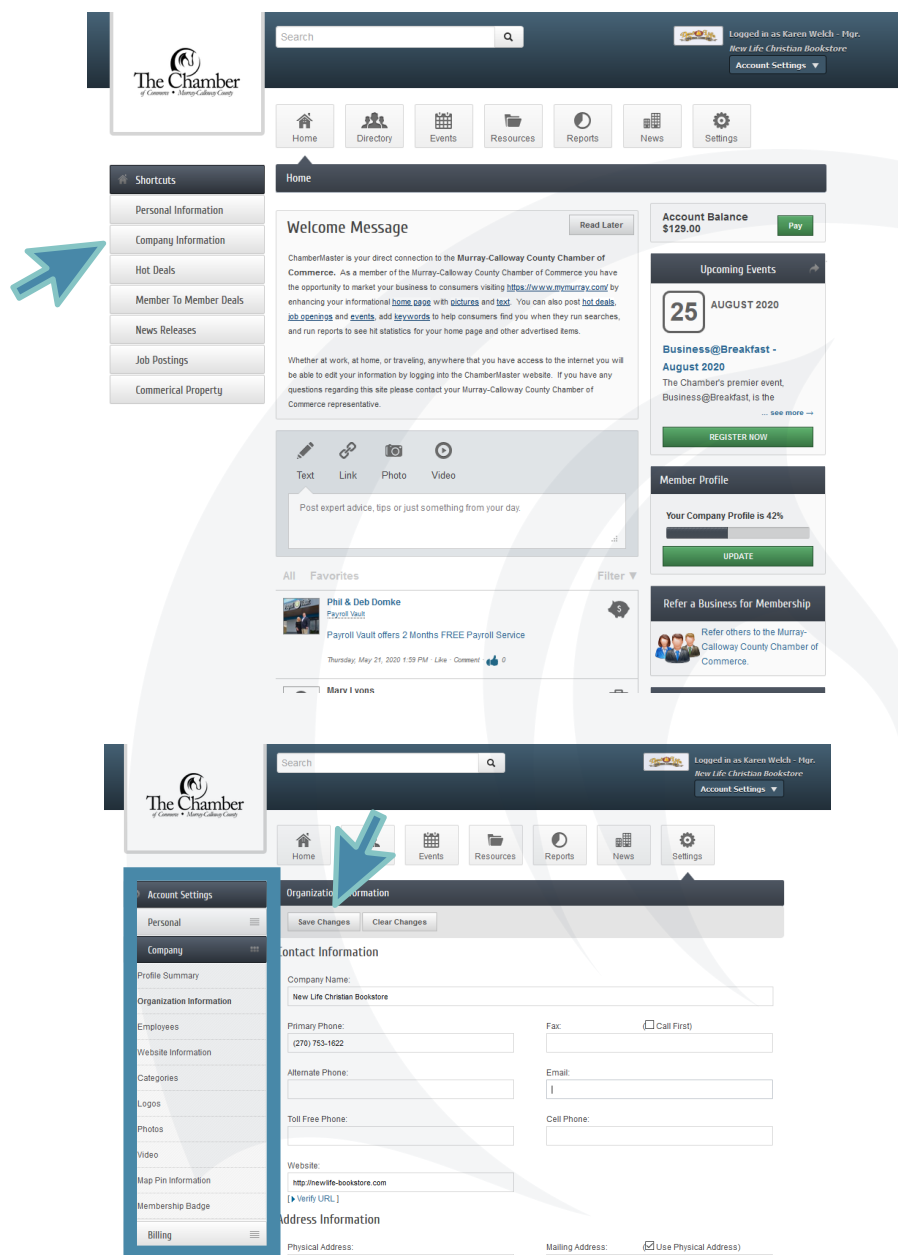 The Chamber
of Commerce • Murray-Calloway County
Search
Logged in as Karen Welch - Mgr.
New Life Christian Bookstore
Account Settings ▼
Home
Directory
Events
Resources
Reports
News
Settings
Shortcuts
Personal Information
Company Information
Hot Deals
Member To Member Deals
News Releases
Job Postings
Commerical Property
Home
Welcome Message
Read Later
ChamberMaster is your direct connection to the Murray-Calloway County Chamber of
Commerce. As a member of the Murray-Calloway County Chamber of Commerce you have
the opportunity to market your business to consumers visiting https://www.mymurray.com/ by
enhancing your informational home page with pictures and text. You can also post hot deals,
job openings and events, add keywords to help consumers find you when they run searches,
and run reports to see hit statistics for your home page and other advertised items.
Whether at work, at home, or traveling, anywhere that you have access to the internet you will
be able to edit your information by logging into the ChamberMaster website. If you have any
questions regarding this site please contact your Murray-Calloway County Chamber of
Commerce representative.
Text
Link
Photo
Video
Post expert advice, tips or just something from your day.
All Favorites
Filter ▼
Phil & Deb Domke
Payroll Vault
Payroll Vault offers 2 Months FREE Payroll Service
Thursday, May 21, 2020 1:59 PM · Like · Comment 0
Mary Lyons
Account Balance
$129.00
Pay
Upcoming Events
25
AUGUST 2020
Business@Breakfast -
August 2020
The Chamber's premier event,
Business@Breakfast, is the
... see more →
REGISTER NOW
Member Profile
Your Company Profile is 42%
UPDATE
Refer a Business for Membership
Refer others to the Murray-
Calloway County Chamber of
Commerce.
The Chamber
of Commerce • Murray-Calloway County
Search
Logged in as Karen Welch - Mgr.
New Life Christian Bookstore
Account Settings ▼
Home
Events
Resources
Reports
News
Settings
Account Settings
Personal
Company
Profile Summary
Organization Information
Employees
Website Information
Categories
Logos
Photos
Video
Map Pin Information
Membership Badge
Billing
Save Changes
Clear Changes
Contact Information
Company Name:
New Life Christian Bookstore
Primary Phone:
(270) 753-1622
Fax:
(☐ Call First)
Alternate Phone:
Email:
Toll Free Phone:
Cell Phone:
Website:
http://newlife-bookstore.com
[ Verify URL ]
Address Information
Physical Address:
Mailing Address:
(☑ Use Physical Address)